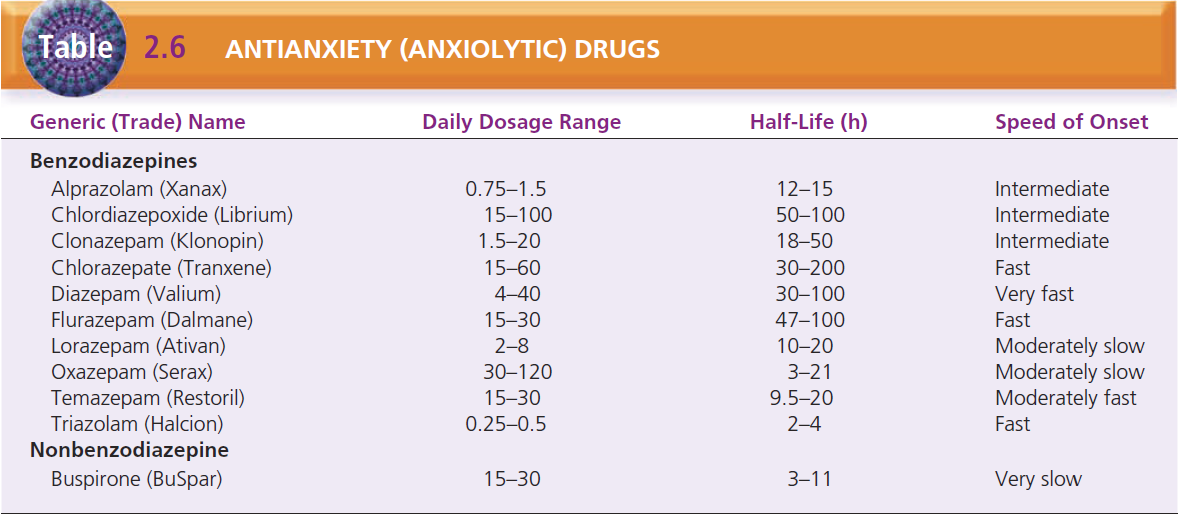 Table 2.6 ANTIANXIETY (ANXIOLYTIC) DRUGS
Generic (Trade) Name Daily Dosage Range Half-Life (h) Speed of Onset
Benzodiazepines
Alprazolam (Xanax) 0.75–1.5 12–15 Intermediate
Chlordiazepoxide (Librium) 15–100 50–100 Intermediate
Clonazepam (Klonopin) 1.5–20 18–50 Intermediate
Chlorazepate (Tranxene) 15–60 30–200 Fast
Diazepam (Valium) 4–40 30–100 Very fast
Flurazepam (Dalmane) 15–30 47–100 Fast
Lorazepam (Ativan) 2–8 10–20 Moderately slow
Oxazepam (Serax) 30–120 3–21 Moderately slow
Temazepam (Restoril) 15–30 9.5–20 Moderately fast
Triazolam (Halcion) 0.25–0.5 2–4 Fast
Nonbenzodiazepine
Buspirone (BuSpar) 15–30 3–11 Very slow